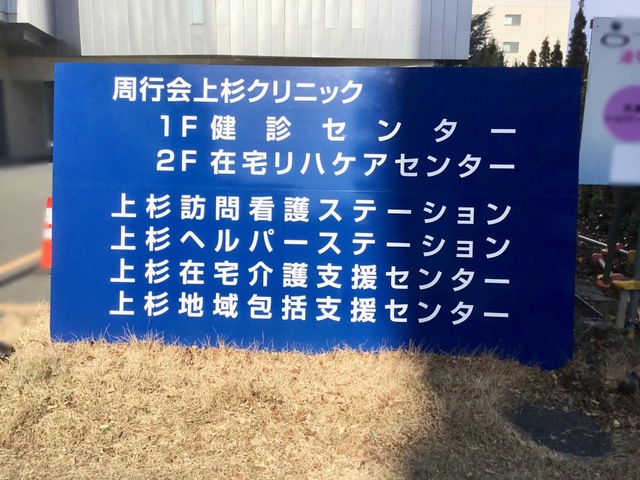 周行会上杉クリニック
1F 健診センター
2F 在宅リハケアセンター
上杉訪問看護ステーション
上杉ヘルパーステーション
上杉在宅介護支援センター
上杉地域包括支援センター